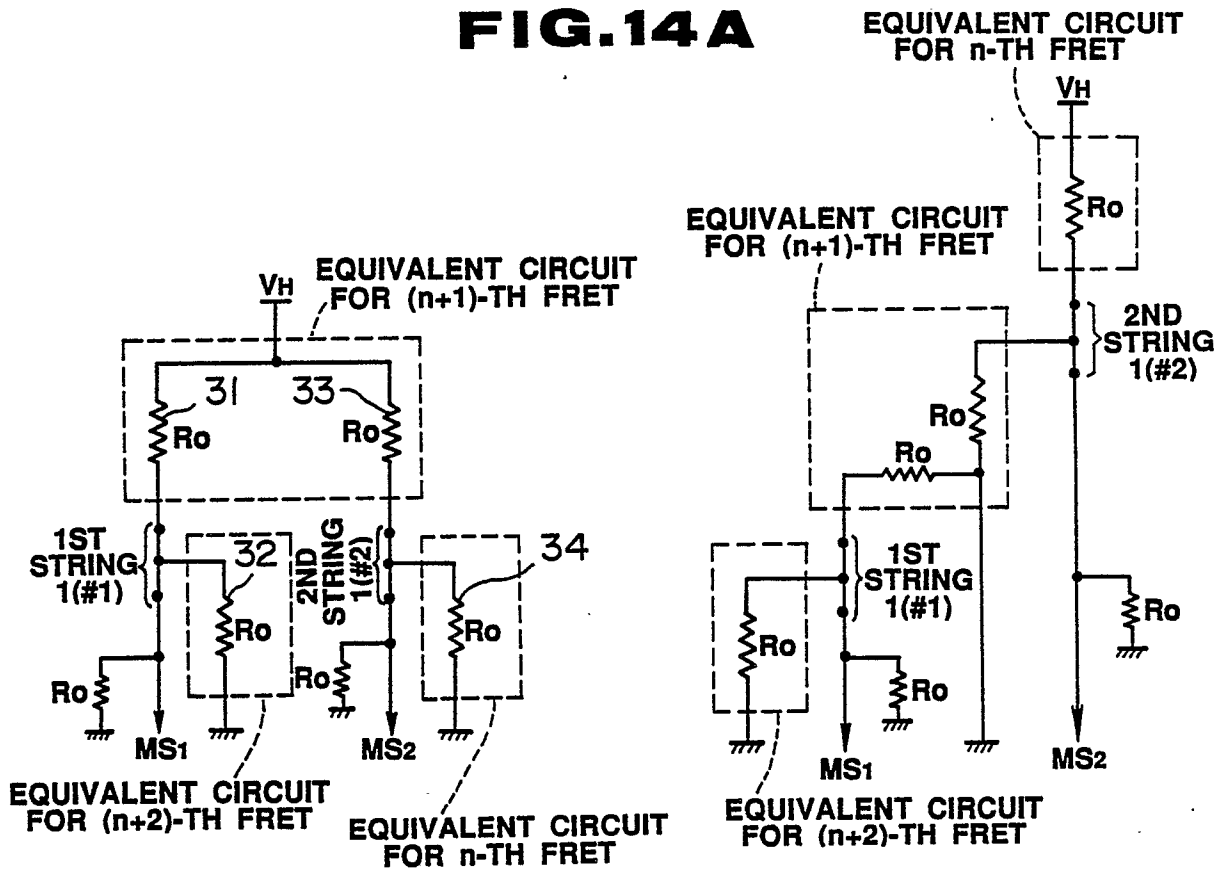 FIG.14A
EQUIVALENT CIRCUIT
FOR (n+1)-TH FRET
VH
31
33
Ro
Ro
1ST
STRING
1(#1)
32
Ro
2ND
STRING
1(#2)
34
Ro
Ro
Ro
MS1
MS2
EQUIVALENT CIRCUIT
FOR (n+2)-TH FRET
EQUIVALENT CIRCUIT
FOR n-TH FRET
EQUIVALENT CIRCUIT
FOR n-TH FRET
VH
Ro
EQUIVALENT CIRCUIT
FOR (n+1)-TH FRET
2ND
STRING
1(#2)
Ro
Ro
1ST
STRING
1(#1)
Ro
Ro
Ro
MS1
MS2
EQUIVALENT CIRCUIT
FOR (n+2)-TH FRET